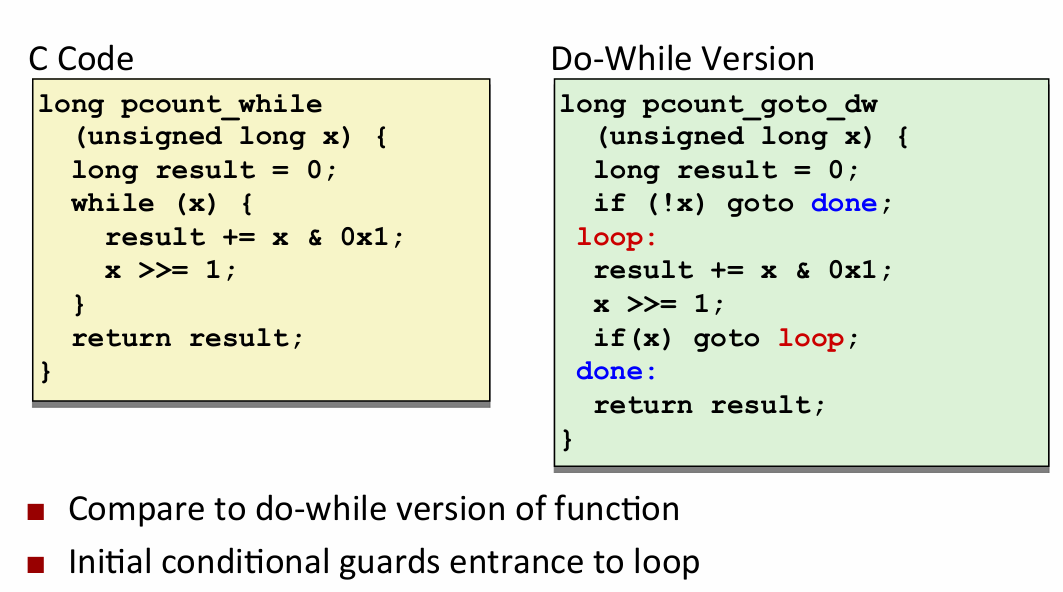 C Code
long pcount_while
  (unsigned long x) {
  long result = 0;
  while (x) {
    result += x & 0x1;
    x >>= 1;
  }
  return result;
}
Do-While Version
long pcount_goto_dw
  (unsigned long x) {
  long result = 0;
  if (!x) goto done;
 loop:
  result += x & 0x1;
  x >>= 1;
  if(x) goto loop;
 done:
  return result;
}
Compare to do-while version of function
Initial conditional guards entrance to loop